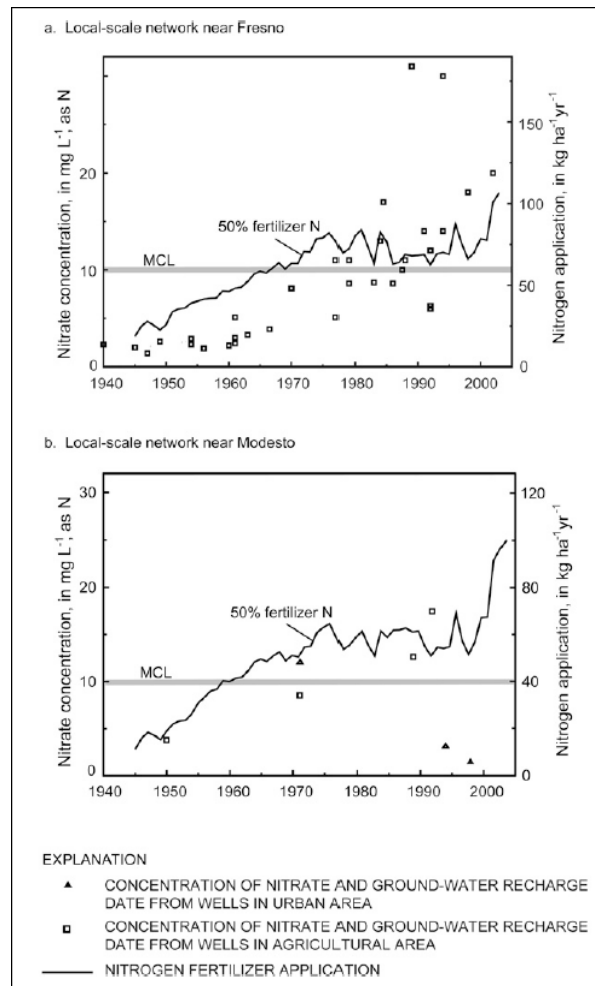 a. Local-scale network near Fresno
Nitrate concentration, in mg L⁻¹, as N
20
10
0
50% fertilizer N
MCL
150
100
50
0
Nitrogen application, in kg ha⁻¹yr⁻¹
1940 1950 1960 1970 1980 1990 2000
b. Local-scale network near Modesto
Nitrate concentration, in mg L⁻¹, as N
30
20
10
0
50% fertilizer N
MCL
120
80
40
0
Nitrogen application, in kg ha⁻¹yr⁻¹
1940 1950 1960 1970 1980 1990 2000
EXPLANATION
CONCENTRATION OF NITRATE AND GROUND-WATER RECHARGE
DATE FROM WELLS IN URBAN AREA
CONCENTRATION OF NITRATE AND GROUND-WATER RECHARGE
DATE FROM WELLS IN AGRICULTURAL AREA
NITROGEN FERTILIZER APPLICATION